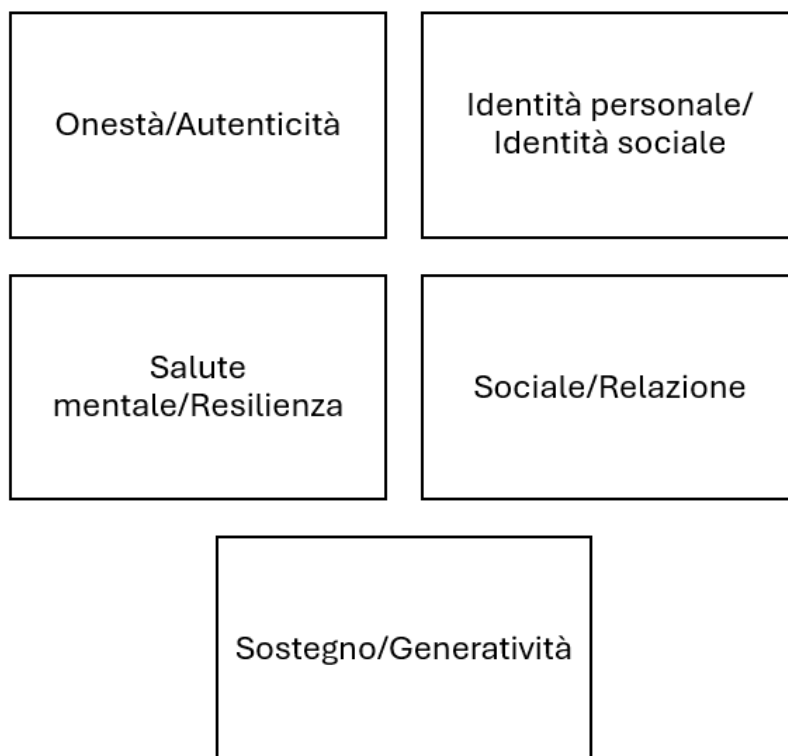 Onestà/Autenticità
Identità personale/
Identità sociale
Salute
mentale/Resilienza
Sociale/Relazione
Sostegno/Generatività